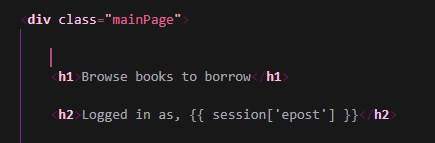 <div class="mainPage">
<h1>Browse books to borrow</h1>
<h2>Logged in as, {{ session['epost'] }}</h2>